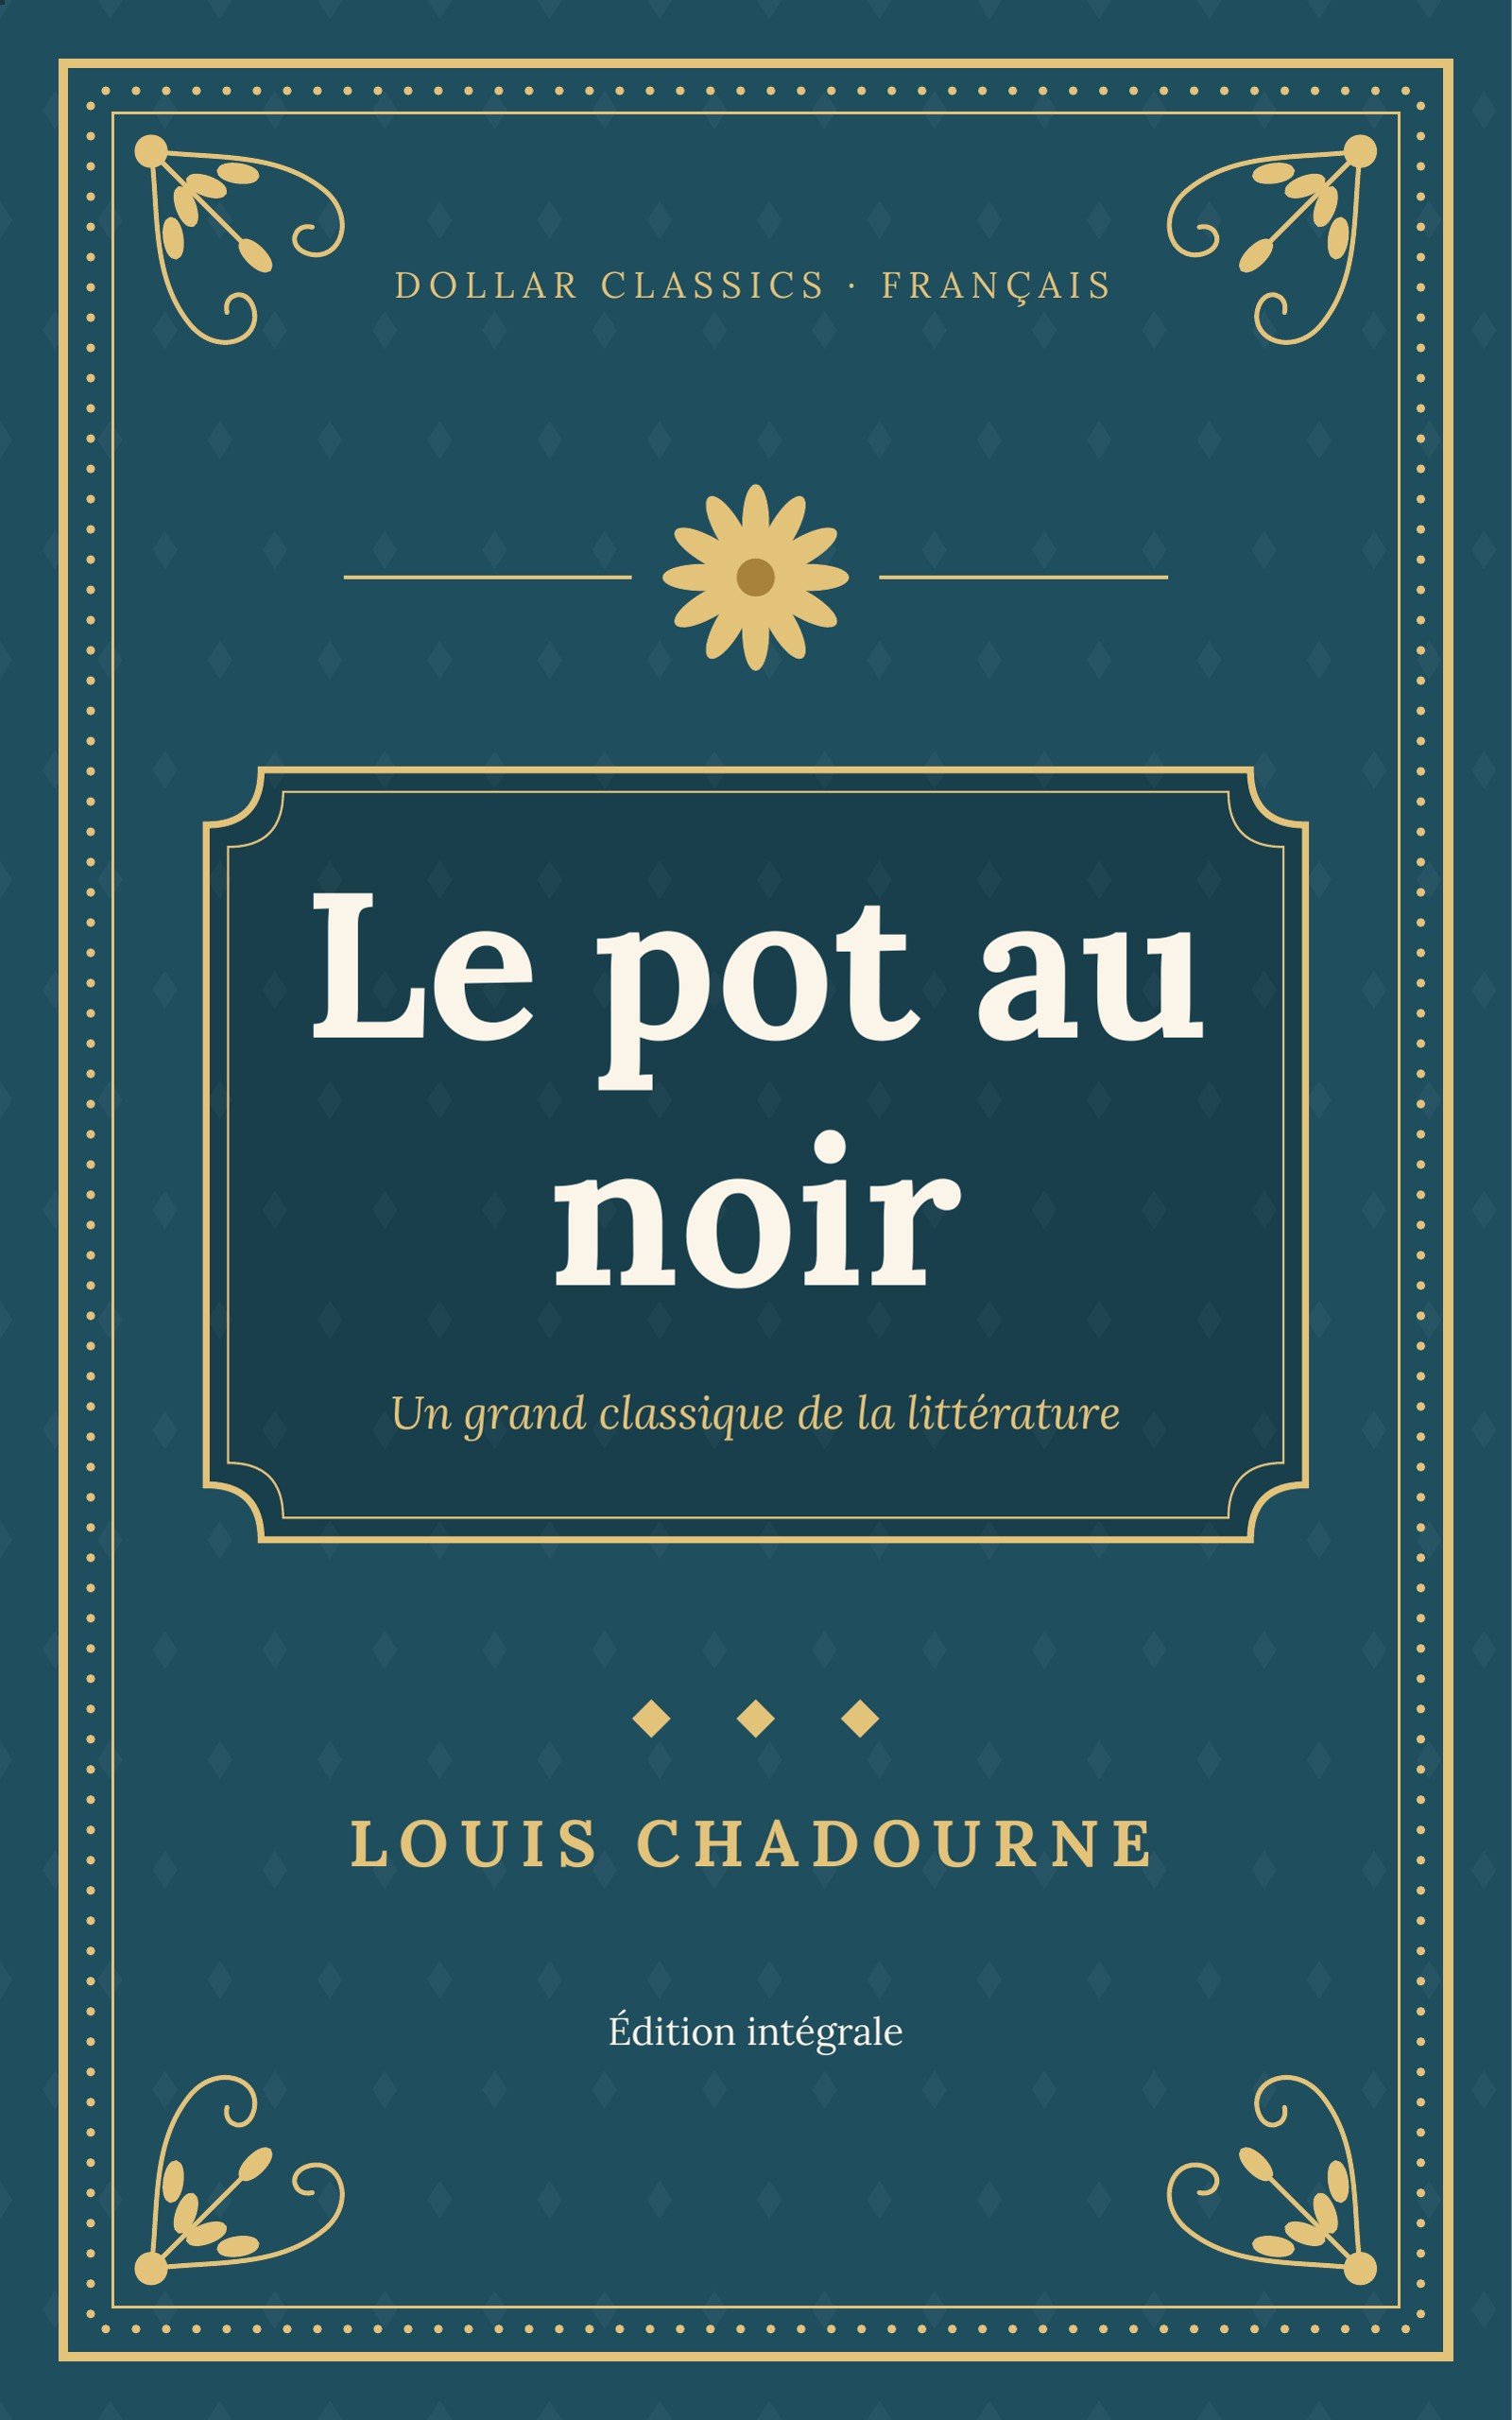 DOLLAR CLASSICS · FRANÇAIS
Le pot au
noir
Un grand classique de la littérature
LOUIS CHADOURNE
Édition intégrale